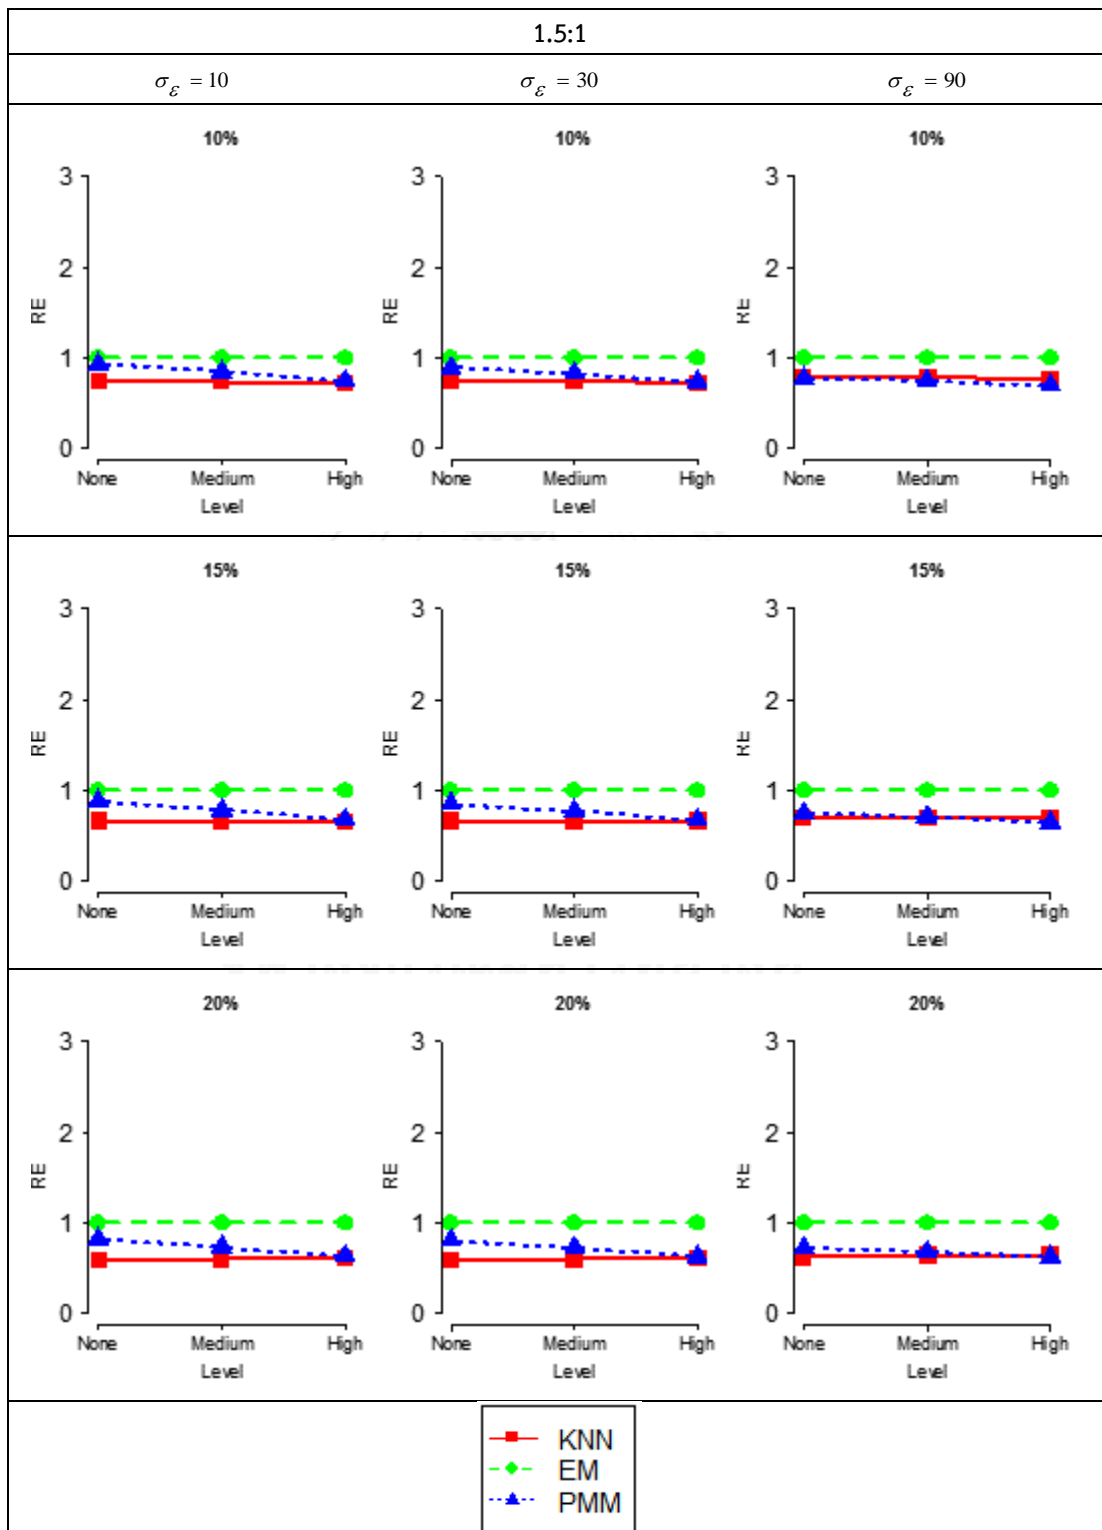 1.5:1
σε = 10 σε = 30 σε = 90
10% 10% 10%
3 3 3
2 2 2
RE RE RE
1 1 1
0 0 0
None Medium High None Medium High None Medium High
Level Level Level
15% 15% 15%
3 3 3
2 2 2
RE RE RE
1 1 1
0 0 0
None Medium High None Medium High None Medium High
Level Level Level
20% 20% 20%
3 3 3
2 2 2
RE RE RE
1 1 1
0 0 0
None Medium High None Medium High None Medium High
Level Level Level
KNN
EM
PMM